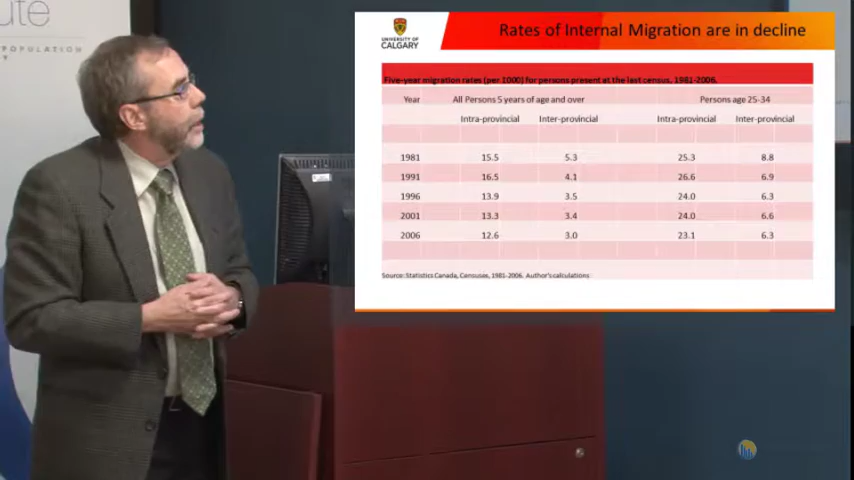 ute
POPULATION
Y
UNIVERSITY OF
CALGARY
Rates of Internal Migration are in decline
Five-year migration rates (per 1000) for persons present at the last census, 1981-2006.
Year All Persons 5 years of age and over Persons age 25-34
Intra-provincial Inter-provincial Intra-provincial Inter-provincial
1981 15.5 5.3 25.3 8.8
1991 16.5 4.1 26.6 6.9
1996 13.9 3.5 24.0 6.3
2001 13.3 3.4 24.0 6.6
2006 12.6 3.0 23.1 6.3
Source: Statistics Canada, Censuses, 1981-2006. Author's calculations